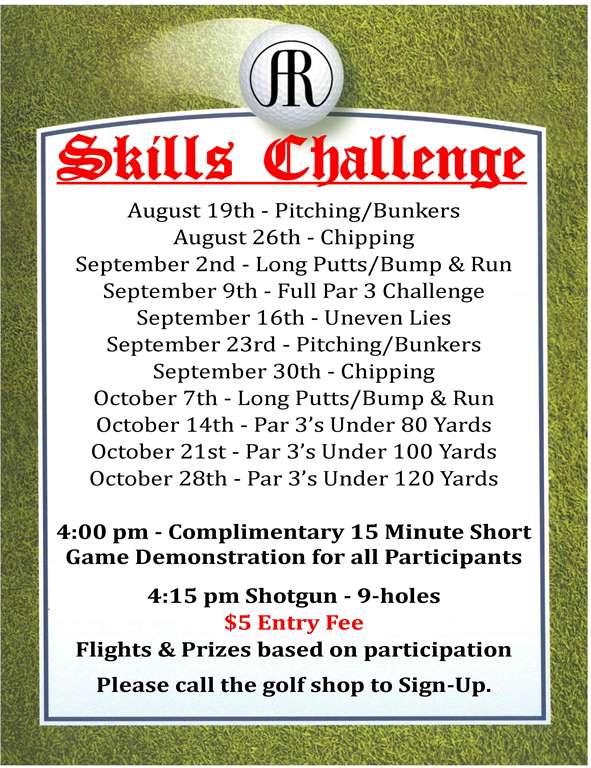 AR
Skills Challenge
August 19th - Pitching/Bunkers
August 26th - Chipping
September 2nd - Long Putts/Bump & Run
September 9th - Full Par 3 Challenge
September 16th - Uneven Lies
September 23rd - Pitching/Bunkers
September 30th - Chipping
October 7th - Long Putts/Bump & Run
October 14th - Par 3's Under 80 Yards
October 21st - Par 3's Under 100 Yards
October 28th - Par 3's Under 120 Yards
4:00 pm - Complimentary 15 Minute Short
Game Demonstration for all Participants
4:15 pm Shotgun - 9-holes
$5 Entry Fee
Flights & Prizes based on participation
Please call the golf shop to Sign-Up.